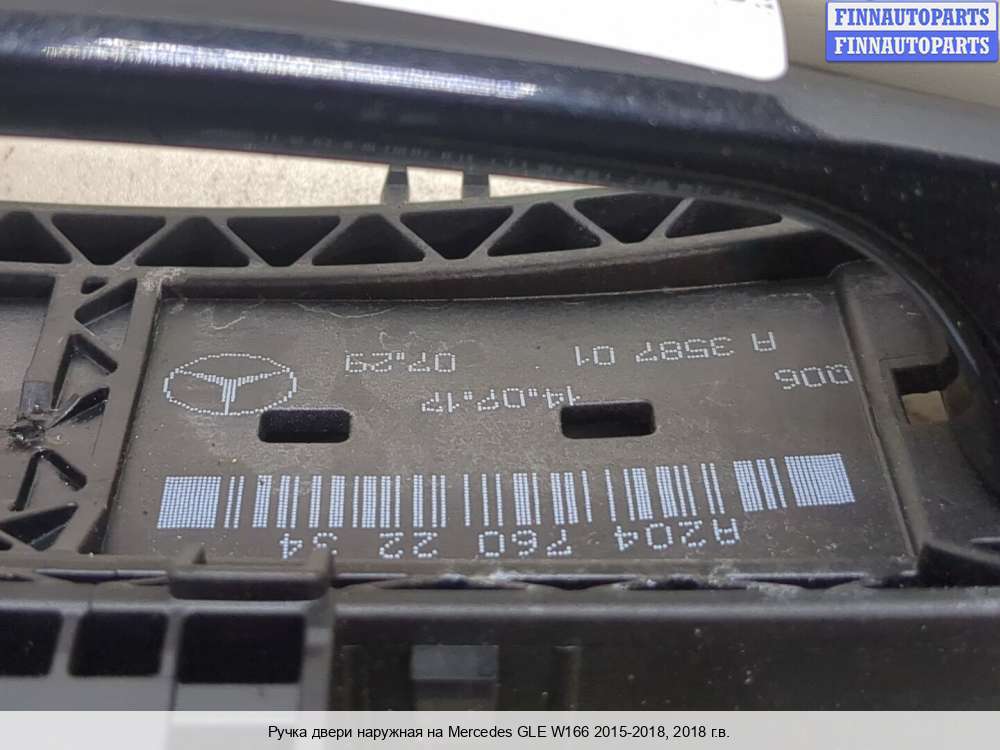 FINNAUTOPARTS
FINNAUTOPARTS
A 3587 01
07.29
006
14.07.17
A204 760 22 34
Ручка двери наружная на Mercedes GLE W166 2015-2018, 2018 г.в.